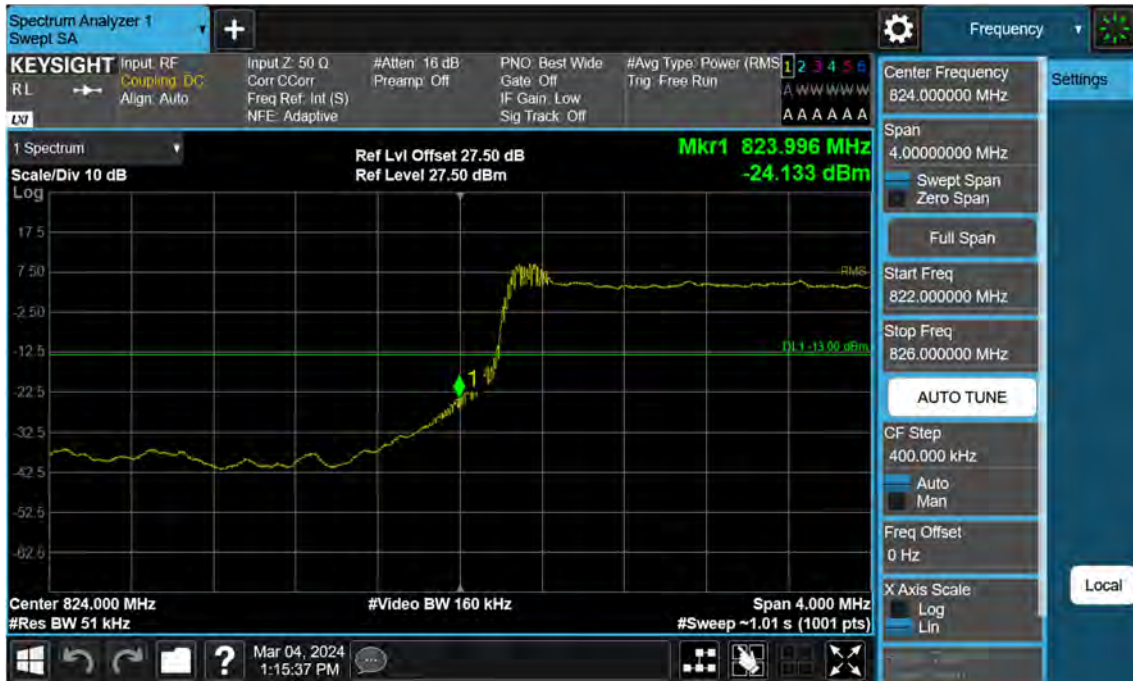 Spectrum Analyzer 1
Swept SA
+
Frequency
KEYSIGHT
RL
LXI
Input: RF
Coupling: DC
Align: Auto
Input Z: 50 Ω
Corr CCorr
Freq Ref: Int (S)
NFE: Adaptive
#Atten: 16 dB
Preamp: Off
PNO: Best Wide
Gate: Off
IF Gain: Low
Sig Track: Off
#Avg Type: Power (RMS
Trig: Free Run
1 2 3 4 5 6
A W W W W W
A A A A A A
1 Spectrum
Scale/Div 10 dB
Ref Lvl Offset 27.50 dB
Ref Level 27.50 dBm
Mkr1 823.996 MHz
-24.133 dBm
Log
17.5
7.50
-2.50
-12.5
-22.5
-32.5
-42.5
-52.5
-62.5
RMS
DL1 -13.00 dBm
1
Center 824.000 MHz
#Res BW 51 kHz
#Video BW 160 kHz
Span 4.000 MHz
#Sweep ~1.01 s (1001 pts)
Center Frequency
824.000000 MHz
Span
4.00000000 MHz
Swept Span
Zero Span
Full Span
Start Freq
822.000000 MHz
Stop Freq
826.000000 MHz
AUTO TUNE
CF Step
400.000 kHz
Auto
Man
Freq Offset
0 Hz
X Axis Scale
Log
Lin
Settings
Local
?
Mar 04, 2024
1:15:37 PM